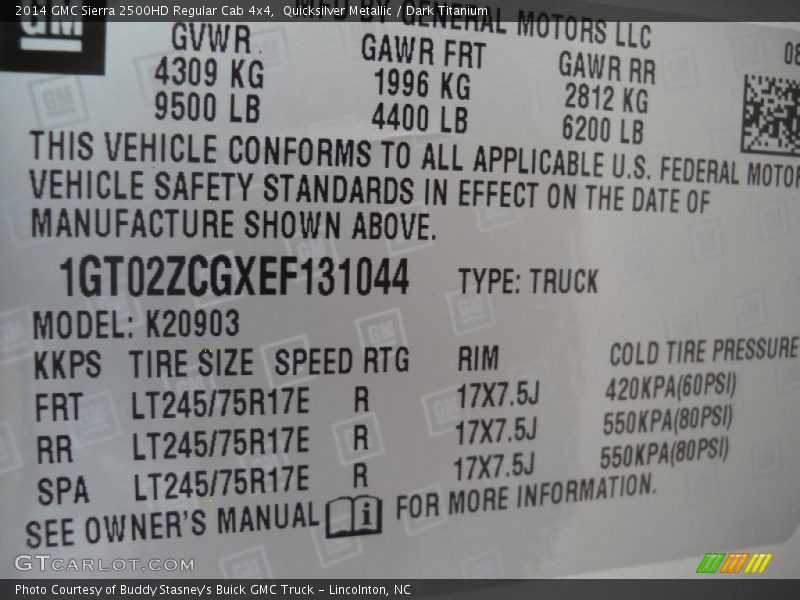 2014 GMC Sierra 2500HD Regular Cab 4x4, Quicksilver Metallic / Dark Titanium
GM
BY GENERAL MOTORS LLC
GVWR GAWR FRT GAWR RR 08
4309 KG 1996 KG 2812 KG
9500 LB 4400 LB 6200 LB
THIS VEHICLE CONFORMS TO ALL APPLICABLE U.S. FEDERAL MOTOR
VEHICLE SAFETY STANDARDS IN EFFECT ON THE DATE OF
MANUFACTURE SHOWN ABOVE.
1GT02ZCGXEF131044 TYPE: TRUCK
MODEL: K20903
KKPS TIRE SIZE SPEED RTG RIM COLD TIRE PRESSURE
FRT LT245/75R17E R 17X7.5J 420KPA(60PSI)
RR LT245/75R17E R 17X7.5J 550KPA(80PSI)
SPA LT245/75R17E R 17X7.5J 550KPA(80PSI)
SEE OWNER'S MANUAL i FOR MORE INFORMATION.
GTCARLOT.COM
Photo Courtesy of Buddy Stasney's Buick GMC Truck – Lincolnton, NC